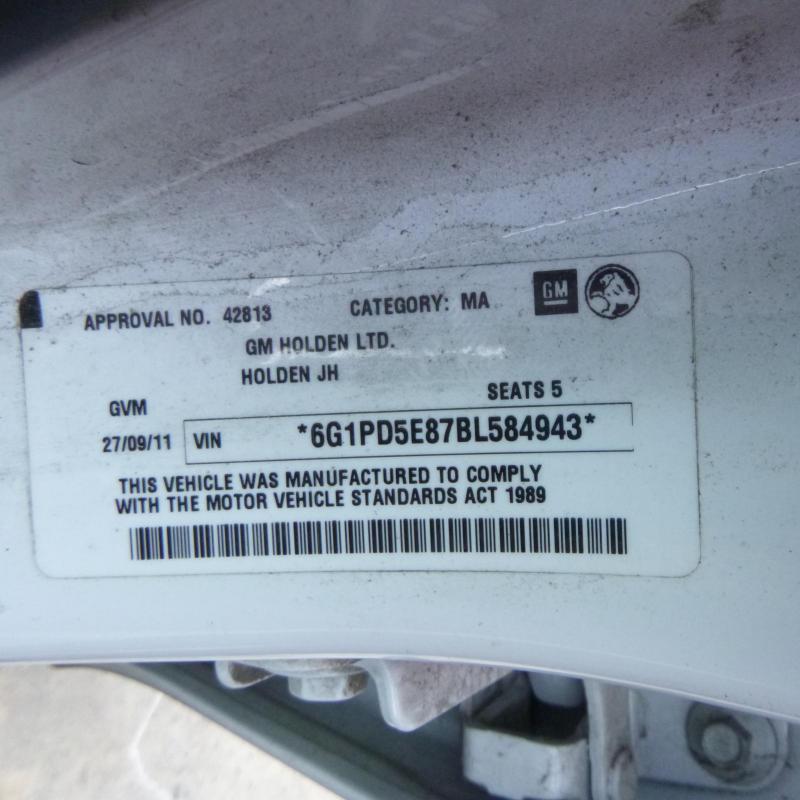 APPROVAL NO. 42813 CATEGORY: MA GM
GM HOLDEN LTD.
HOLDEN JH
GVM SEATS 5
27/09/11 VIN *6G1PD5E87BL584943*
THIS VEHICLE WAS MANUFACTURED TO COMPLY
WITH THE MOTOR VEHICLE STANDARDS ACT 1989